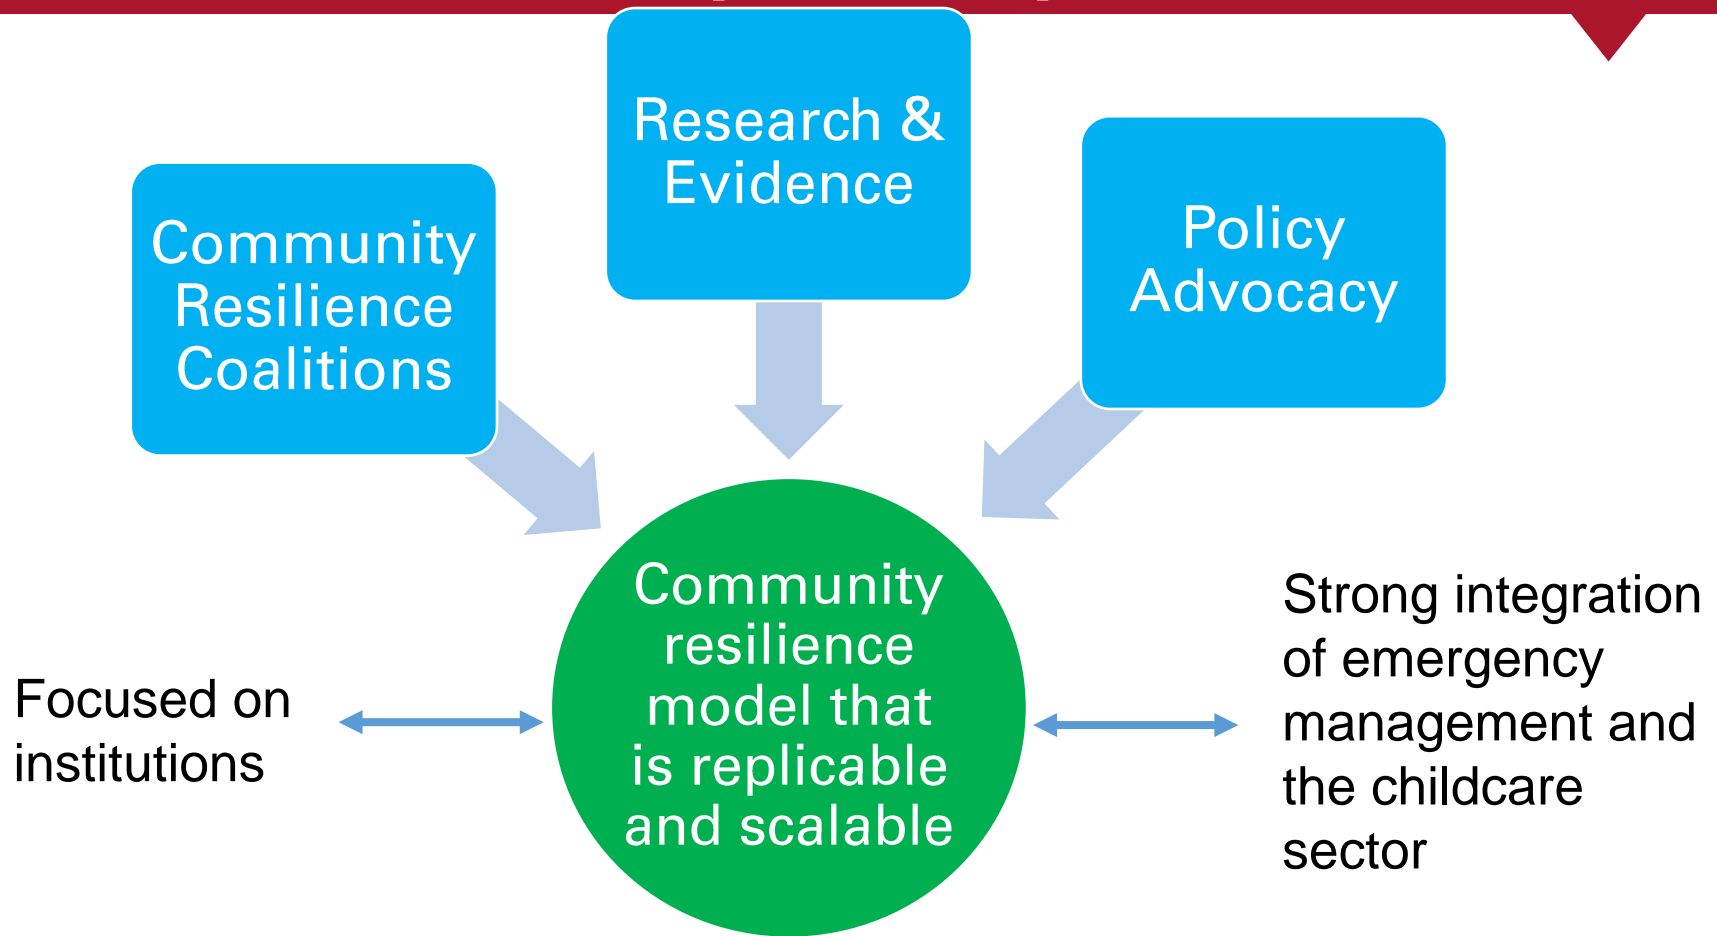 Research &
Evidence
Community
Resilience
Coalitions
Policy
Advocacy
Community
resilience
model that
is replicable
and scalable
Focused on
institutions
Strong integration
of emergency
management and
the childcare
sector